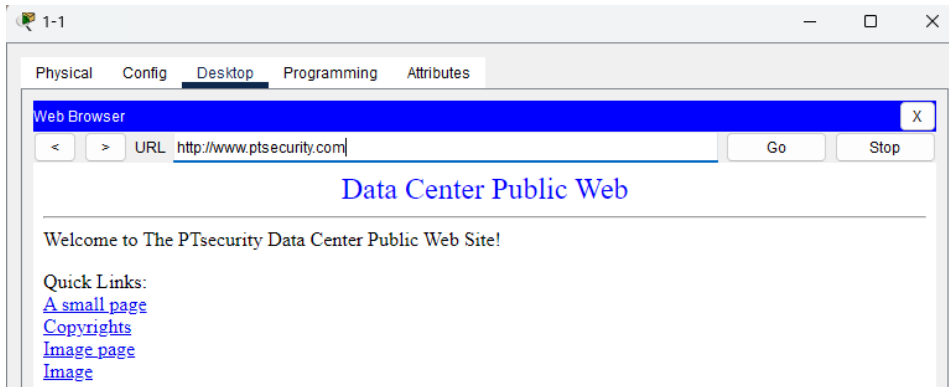 1-1
Physical Config Desktop Programming Attributes
Web Browser X
< > URL http://www.ptsecurity.com Go Stop
Data Center Public Web
Welcome to The PTsecurity Data Center Public Web Site!
Quick Links:
A small page
Copyrights
Image page
Image